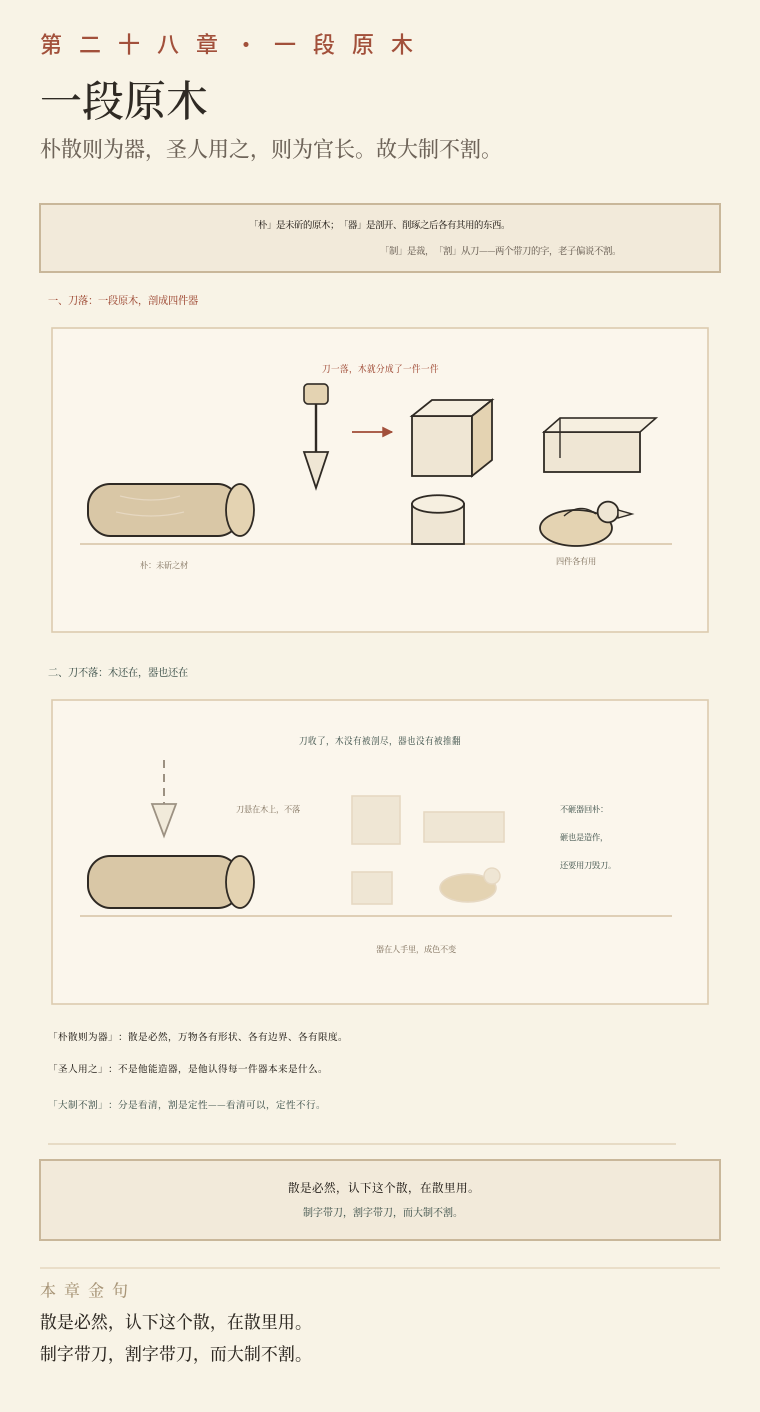 第二十八章·一段原木
一段原木
朴散则为器，圣人用之，则为官长。故大制不割。
「朴」是未斫的原木；「器」是剖开、削琢之后各有其用的东西。
「制」是裁，「割」从刀——两个带刀的字，老子偏说不割。
一、刀落：一段原木，剖成四件器
刀一落，木就分成了一件一件
朴：未斫之材
四件各有用
二、刀不落：木还在，器也还在
刀收了，木没有被剖尽，器也没有被推翻
刀悬在木上，不落
不砸器回朴：
砸也是造作，
还要用刀毁刀。
器在人手里，成色不变
「朴散则为器」：散是必然，万物各有形状、各有边界、各有限度。
「圣人用之」：不是他能造器，是他认得每一件器本来是什么。
「大制不割」：分是看清，割是定性——看清可以，定性不行。
散是必然，认下这个散，在散里用。
制字带刀，割字带刀，而大制不割。
本章金句
散是必然，认下这个散，在散里用。
制字带刀，割字带刀，而大制不割。